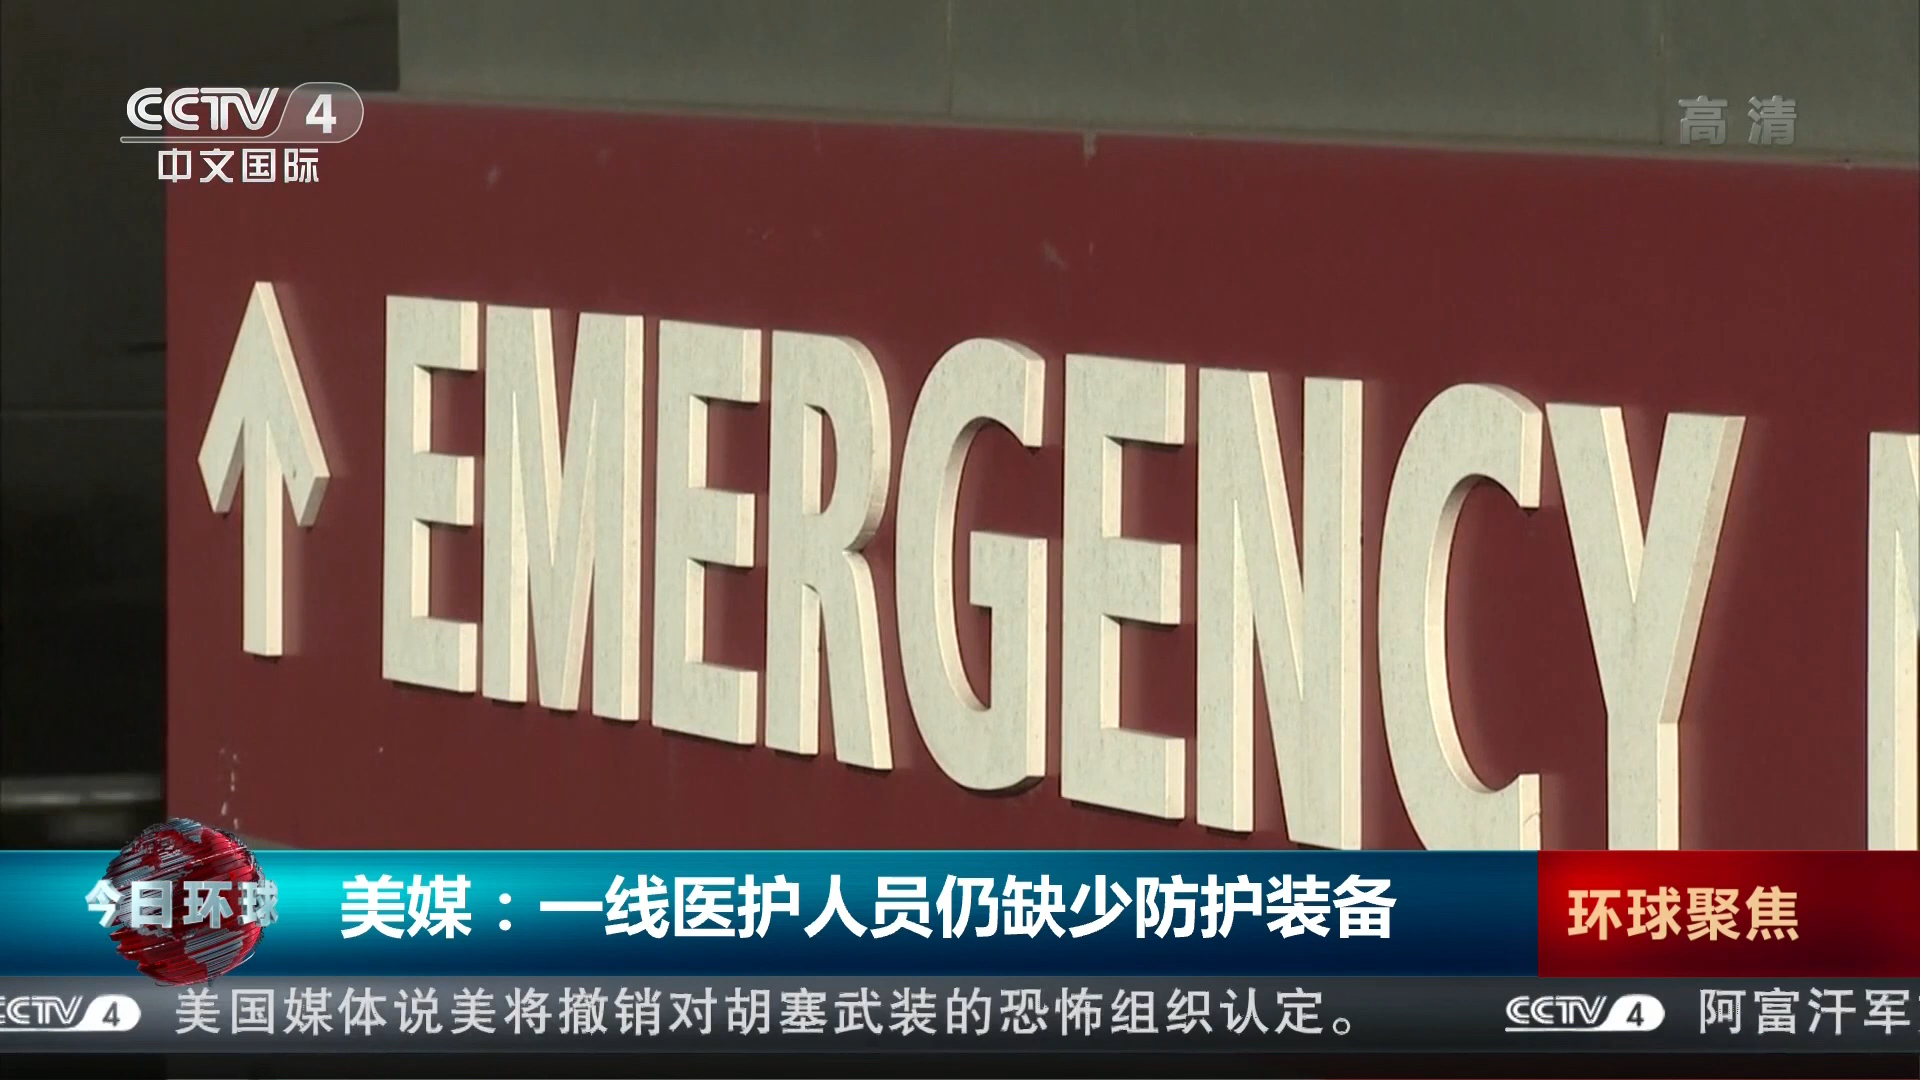 CCTV 4
中文国际
高清
EMERGENCY
今日环球
美媒：一线医护人员仍缺少防护装备
环球聚焦
CCTV 4 美国媒体说美将撤销对胡塞武装的恐怖组织认定。 CCTV 4 阿富汗军